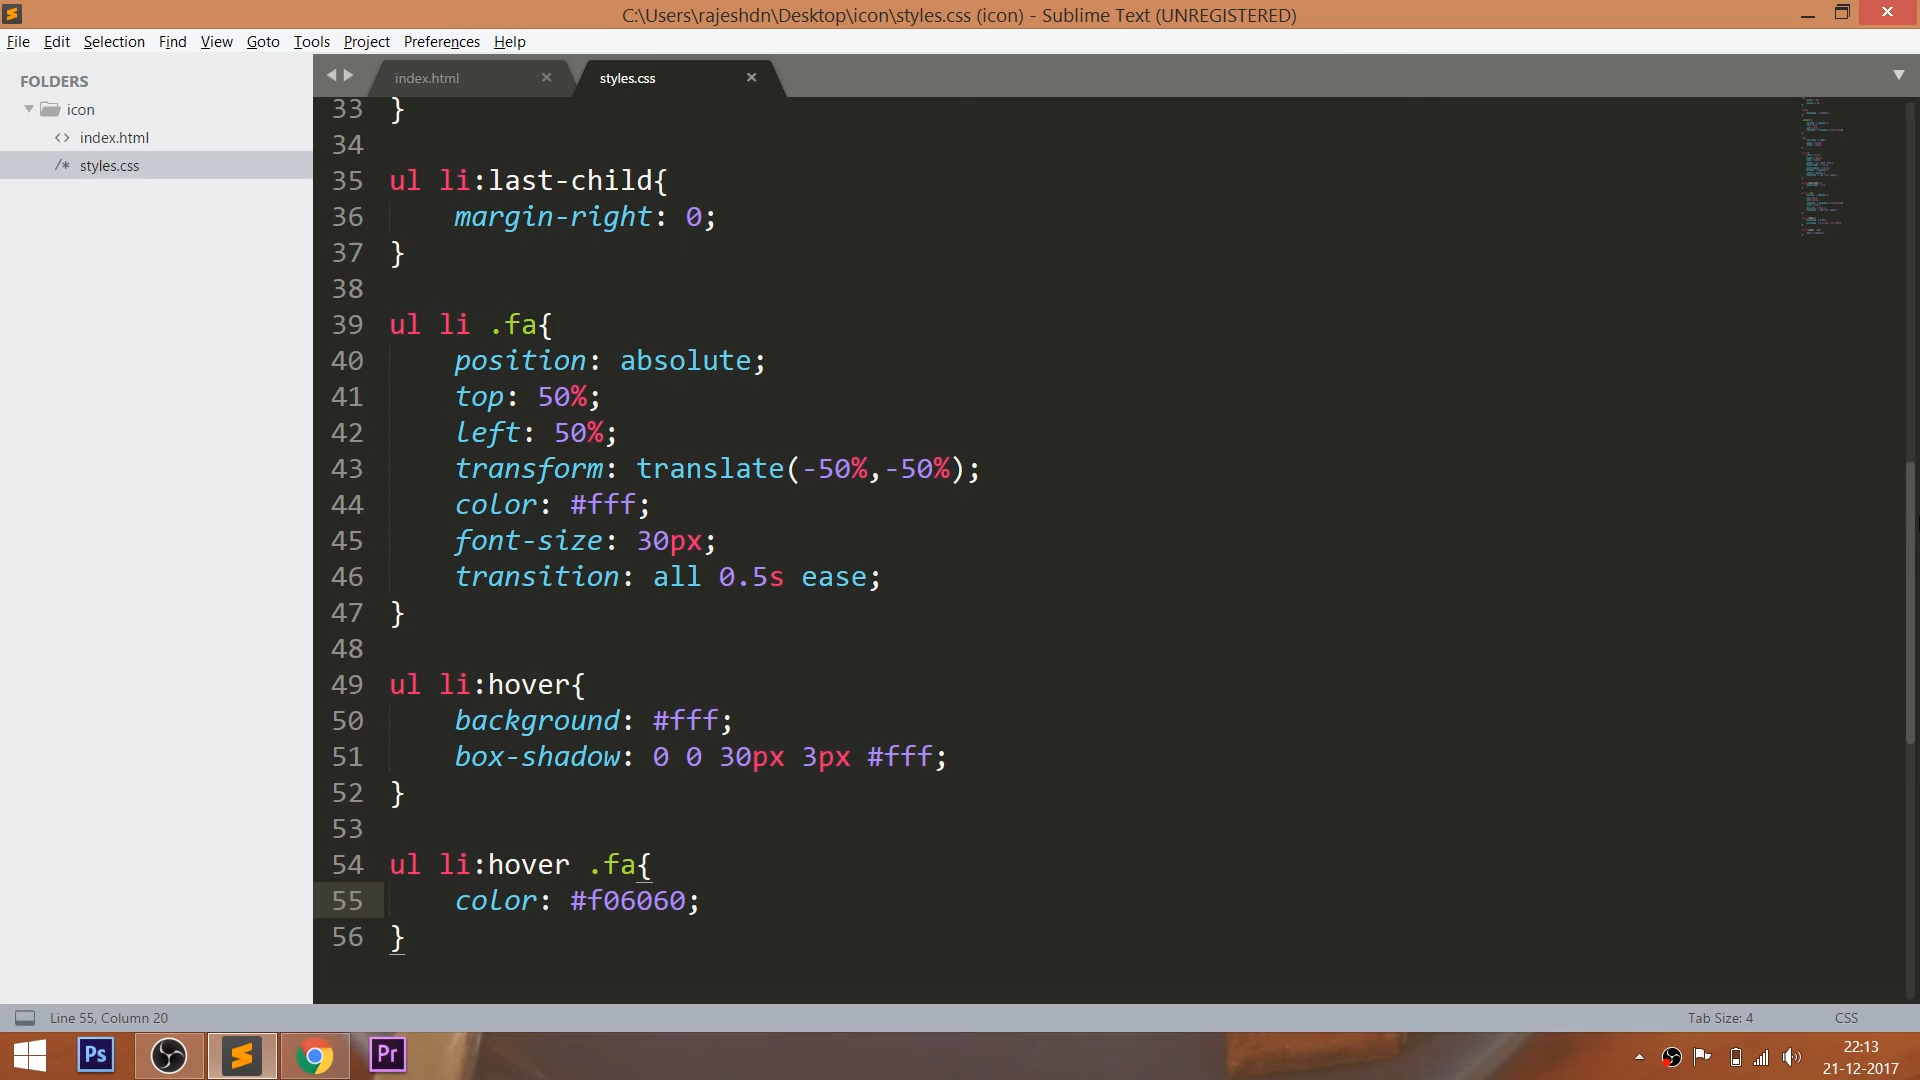 C:\Users\rajeshdn\Desktop\icon\styles.css (icon) - Sublime Text (UNREGISTERED)
File Edit Selection Find View Goto Tools Project Preferences Help
FOLDERS
icon
<> index.html
/* styles.css
index.html × styles.css ×
33 }
34
35 ul li:last-child{
36     margin-right: 0;
37 }
38
39 ul li .fa{
40     position: absolute;
41     top: 50%;
42     left: 50%;
43     transform: translate(-50%,-50%);
44     color: #fff;
45     font-size: 30px;
46     transition: all 0.5s ease;
47 }
48
49 ul li:hover{
50     background: #fff;
51     box-shadow: 0 0 30px 3px #fff;
52 }
53
54 ul li:hover .fa{
55     color: #f06060;
56 }
Line 55, Column 20
Tab Size: 4 CSS
Ps Pr
22:13
21-12-2017